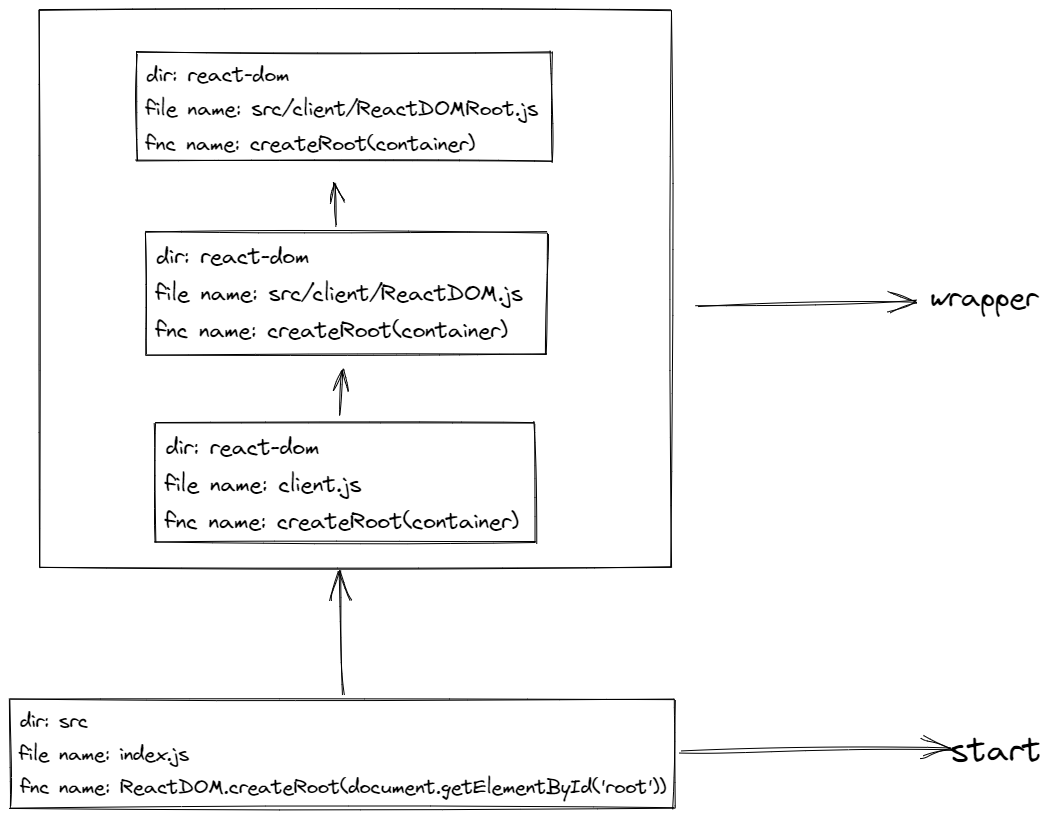 dir: react-dom
file name: src/client/ReactDOMRoot.js
fnc name: createRoot(container)
dir: react-dom
file name: src/client/ReactDOM.js
fnc name: createRoot(container)
wrapper
dir: react-dom
file name: client.js
fnc name: createRoot(container)
dir: src
file name: index.js
fnc name: ReactDOM.createRoot(document.getElementById('root'))
start